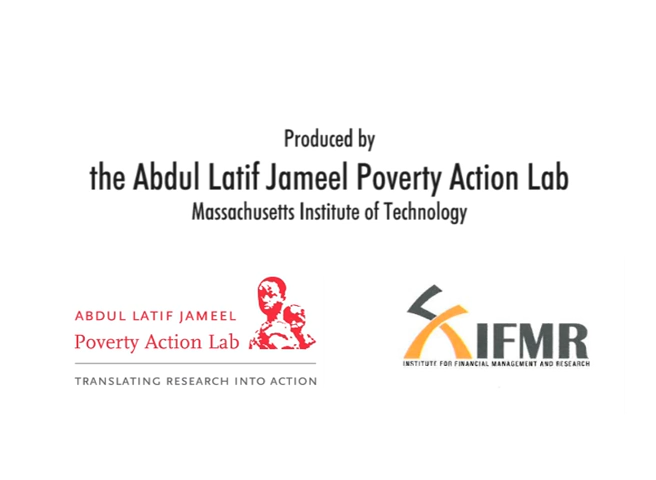 Produced by
the Abdul Latif Jameel Poverty Action Lab
Massachusetts Institute of Technology
ABDUL LATIF JAMEEL
Poverty Action Lab
TRANSLATING RESEARCH INTO ACTION
IFMR
INSTITUTE FOR FINANCIAL MANAGEMENT AND RESEARCH